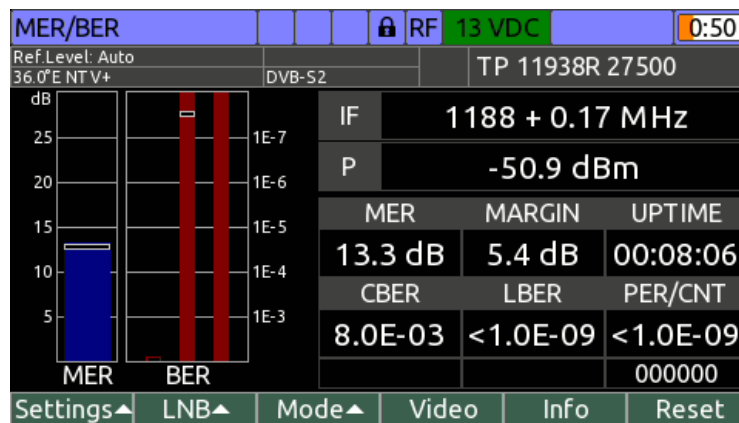 MER/BER RF 13 VDC 0:50
Ref.Level: Auto
36.0°E NTV+ DVB-S2 TP 11938R 27500
dB
25
20
15
10
5
MER
1E-7
1E-6
1E-5
1E-4
1E-3
BER
IF 1188 + 0.17 MHz
P -50.9 dBm
MER MARGIN UPTIME
13.3 dB 5.4 dB 00:08:06
CBER LBER PER/CNT
8.0E-03 <1.0E-09 <1.0E-09
000000
Settings▲ LNB▲ Mode▲ Video Info Reset